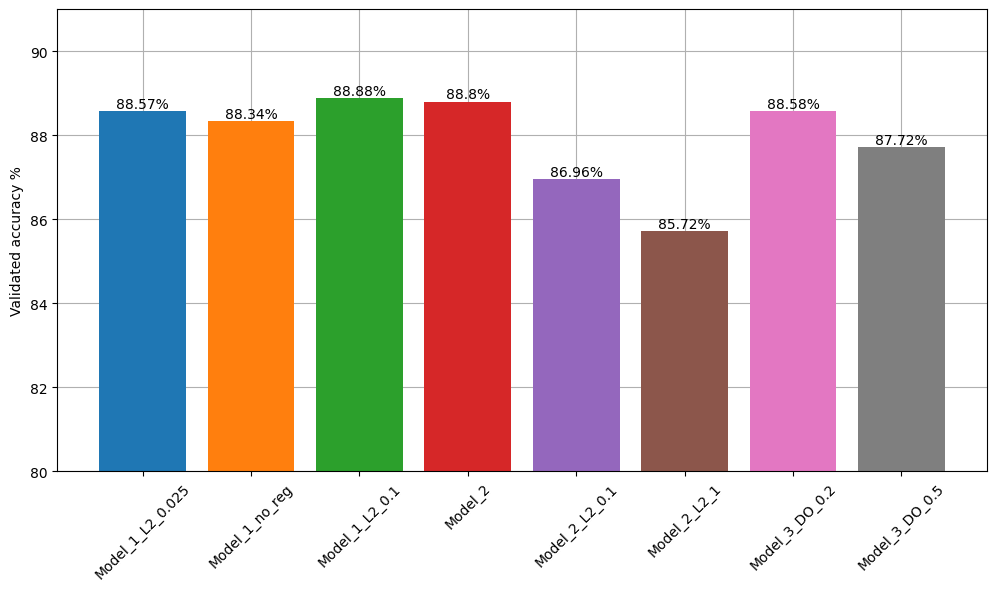 Validated accuracy %
90
88
86
84
82
80
88.57%
88.34%
88.88%
88.8%
86.96%
85.72%
88.58%
87.72%
Model_1_L2_0.025
Model_1_no_reg
Model_1_L2_0.1
Model_2
Model_2_L2_0.1
Model_2_L2_1
Model_3_DO_0.2
Model_3_DO_0.5